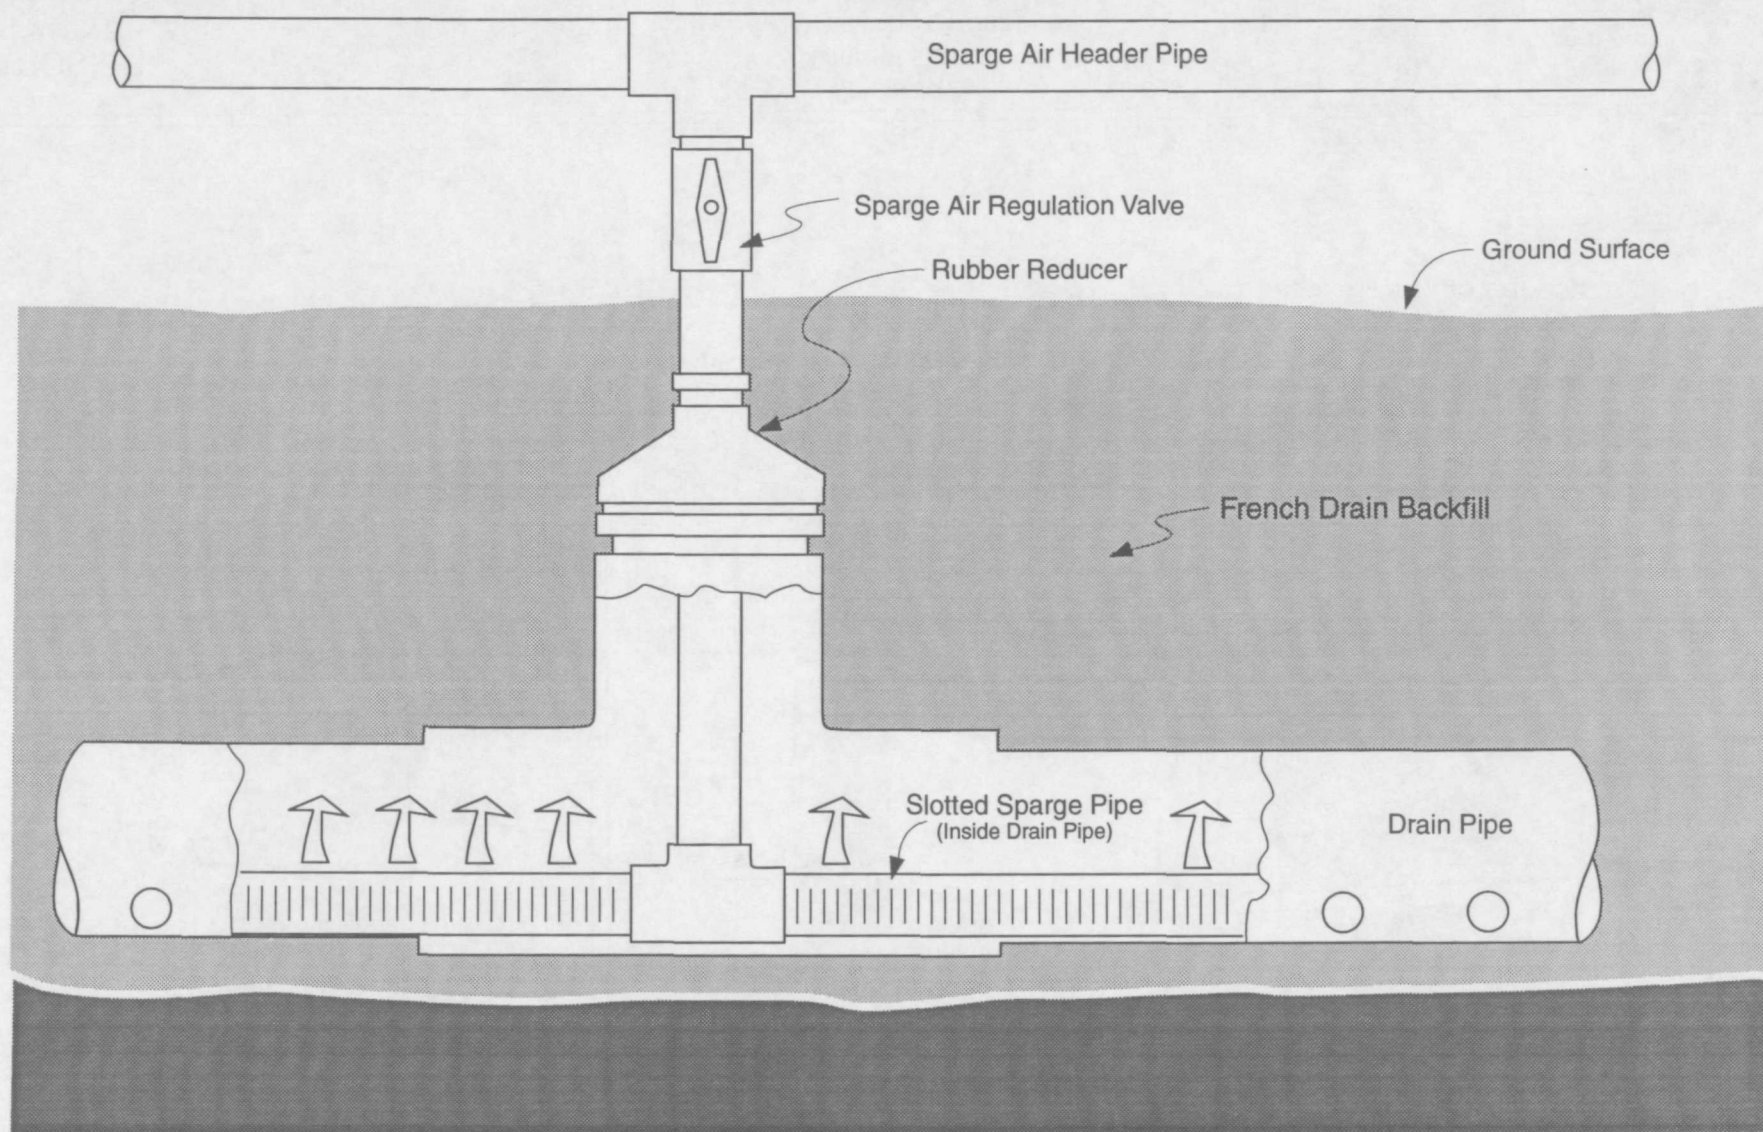 Sparge Air Header Pipe
Sparge Air Regulation Valve
Ground Surface
Rubber Reducer
French Drain Backfill
Slotted Sparge Pipe
(Inside Drain Pipe)
Drain Pipe